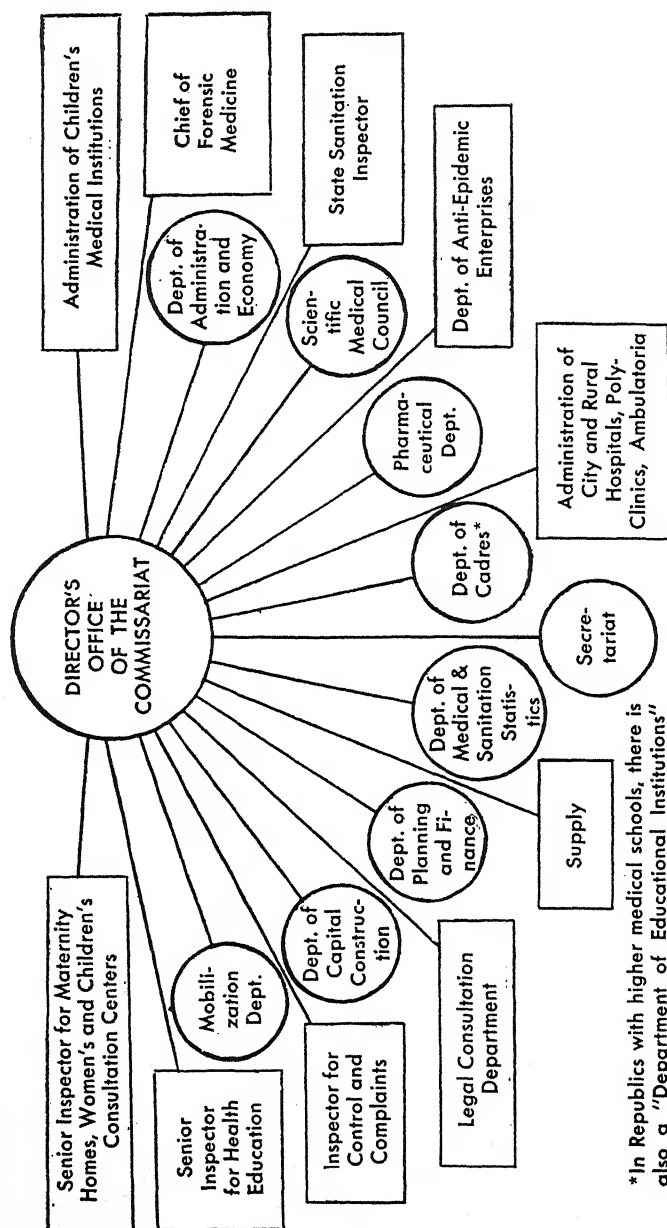 DIRECTOR'S
OFFICE
OF THE
COMMISSARIAT
Senior Inspector for Maternity
Homes, Women's and Children's
Consultation Centers
Administration of Children's
Medical Institutions
Senior
Inspector
for Health
Education
Mobili-
zation
Dept.
Dept. of
Administra-
tion and
Economy
Chief of
Forensic
Medicine
Inspector for
Control and
Complaints
Dept. of
Capital
Construc-
tion
Scien-
tific
Medical
Council
State Sanitation
Inspector
Legal Consultation
Department
Dept. of
Planning
and Fi-
nance
Dept. of
Medical &
Sanitation
Statis-
tics
Dept. of
Cadres*
Pharma-
ceutical
Dept.
Dept. of Anti-Epidemic
Enterprises
Supply
Secre-
tariat
Administration of
City and Rural
Hospitals, Poly-
Clinics, Ambulatoria
*In Republics with higher medical schools, there is
also a "Department of Educational Institutions"